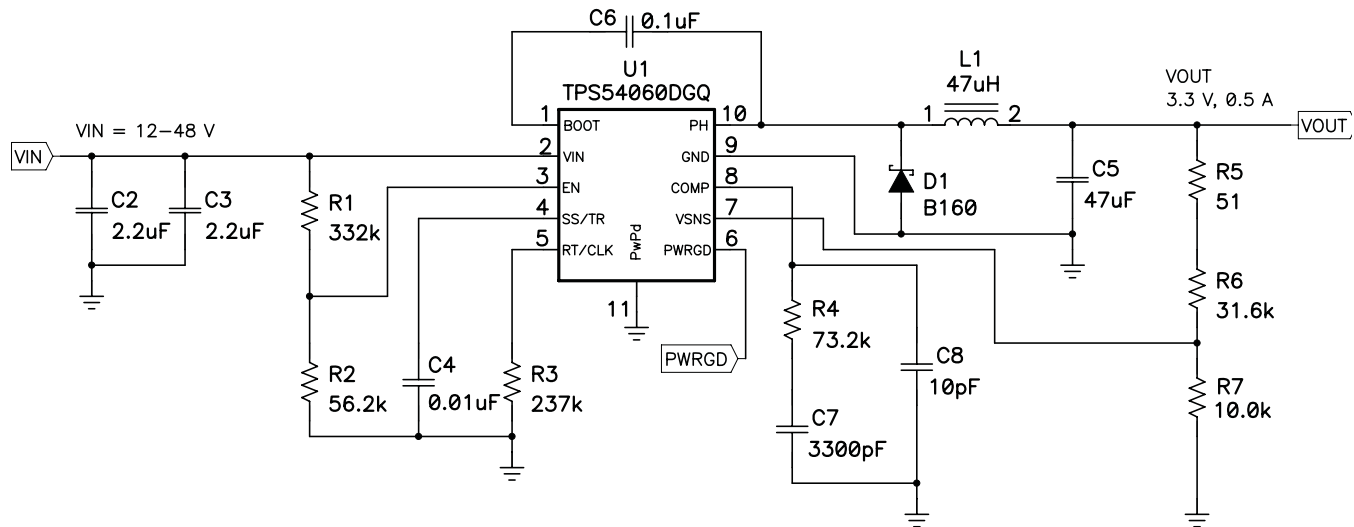 C6 0.1uF
U1
TPS54060DGQ
L1
47uH
VOUT
3.3 V, 0.5 A
VIN = 12-48 V
VIN
VOUT
1 BOOT
PH 10
1 2
2 VIN
GND 9
3 EN
COMP 8
4 SS/TR
VSNS 7
5 RT/CLK
PWRGD 6
PwPd
11
C2
2.2uF
C3
2.2uF
R1
332k
D1
B160
C5
47uF
R5
51
R6
31.6k
R4
73.2k
PWRGD
C8
10pF
R2
56.2k
C4
0.01uF
R3
237k
R7
10.0k
C7
3300pF